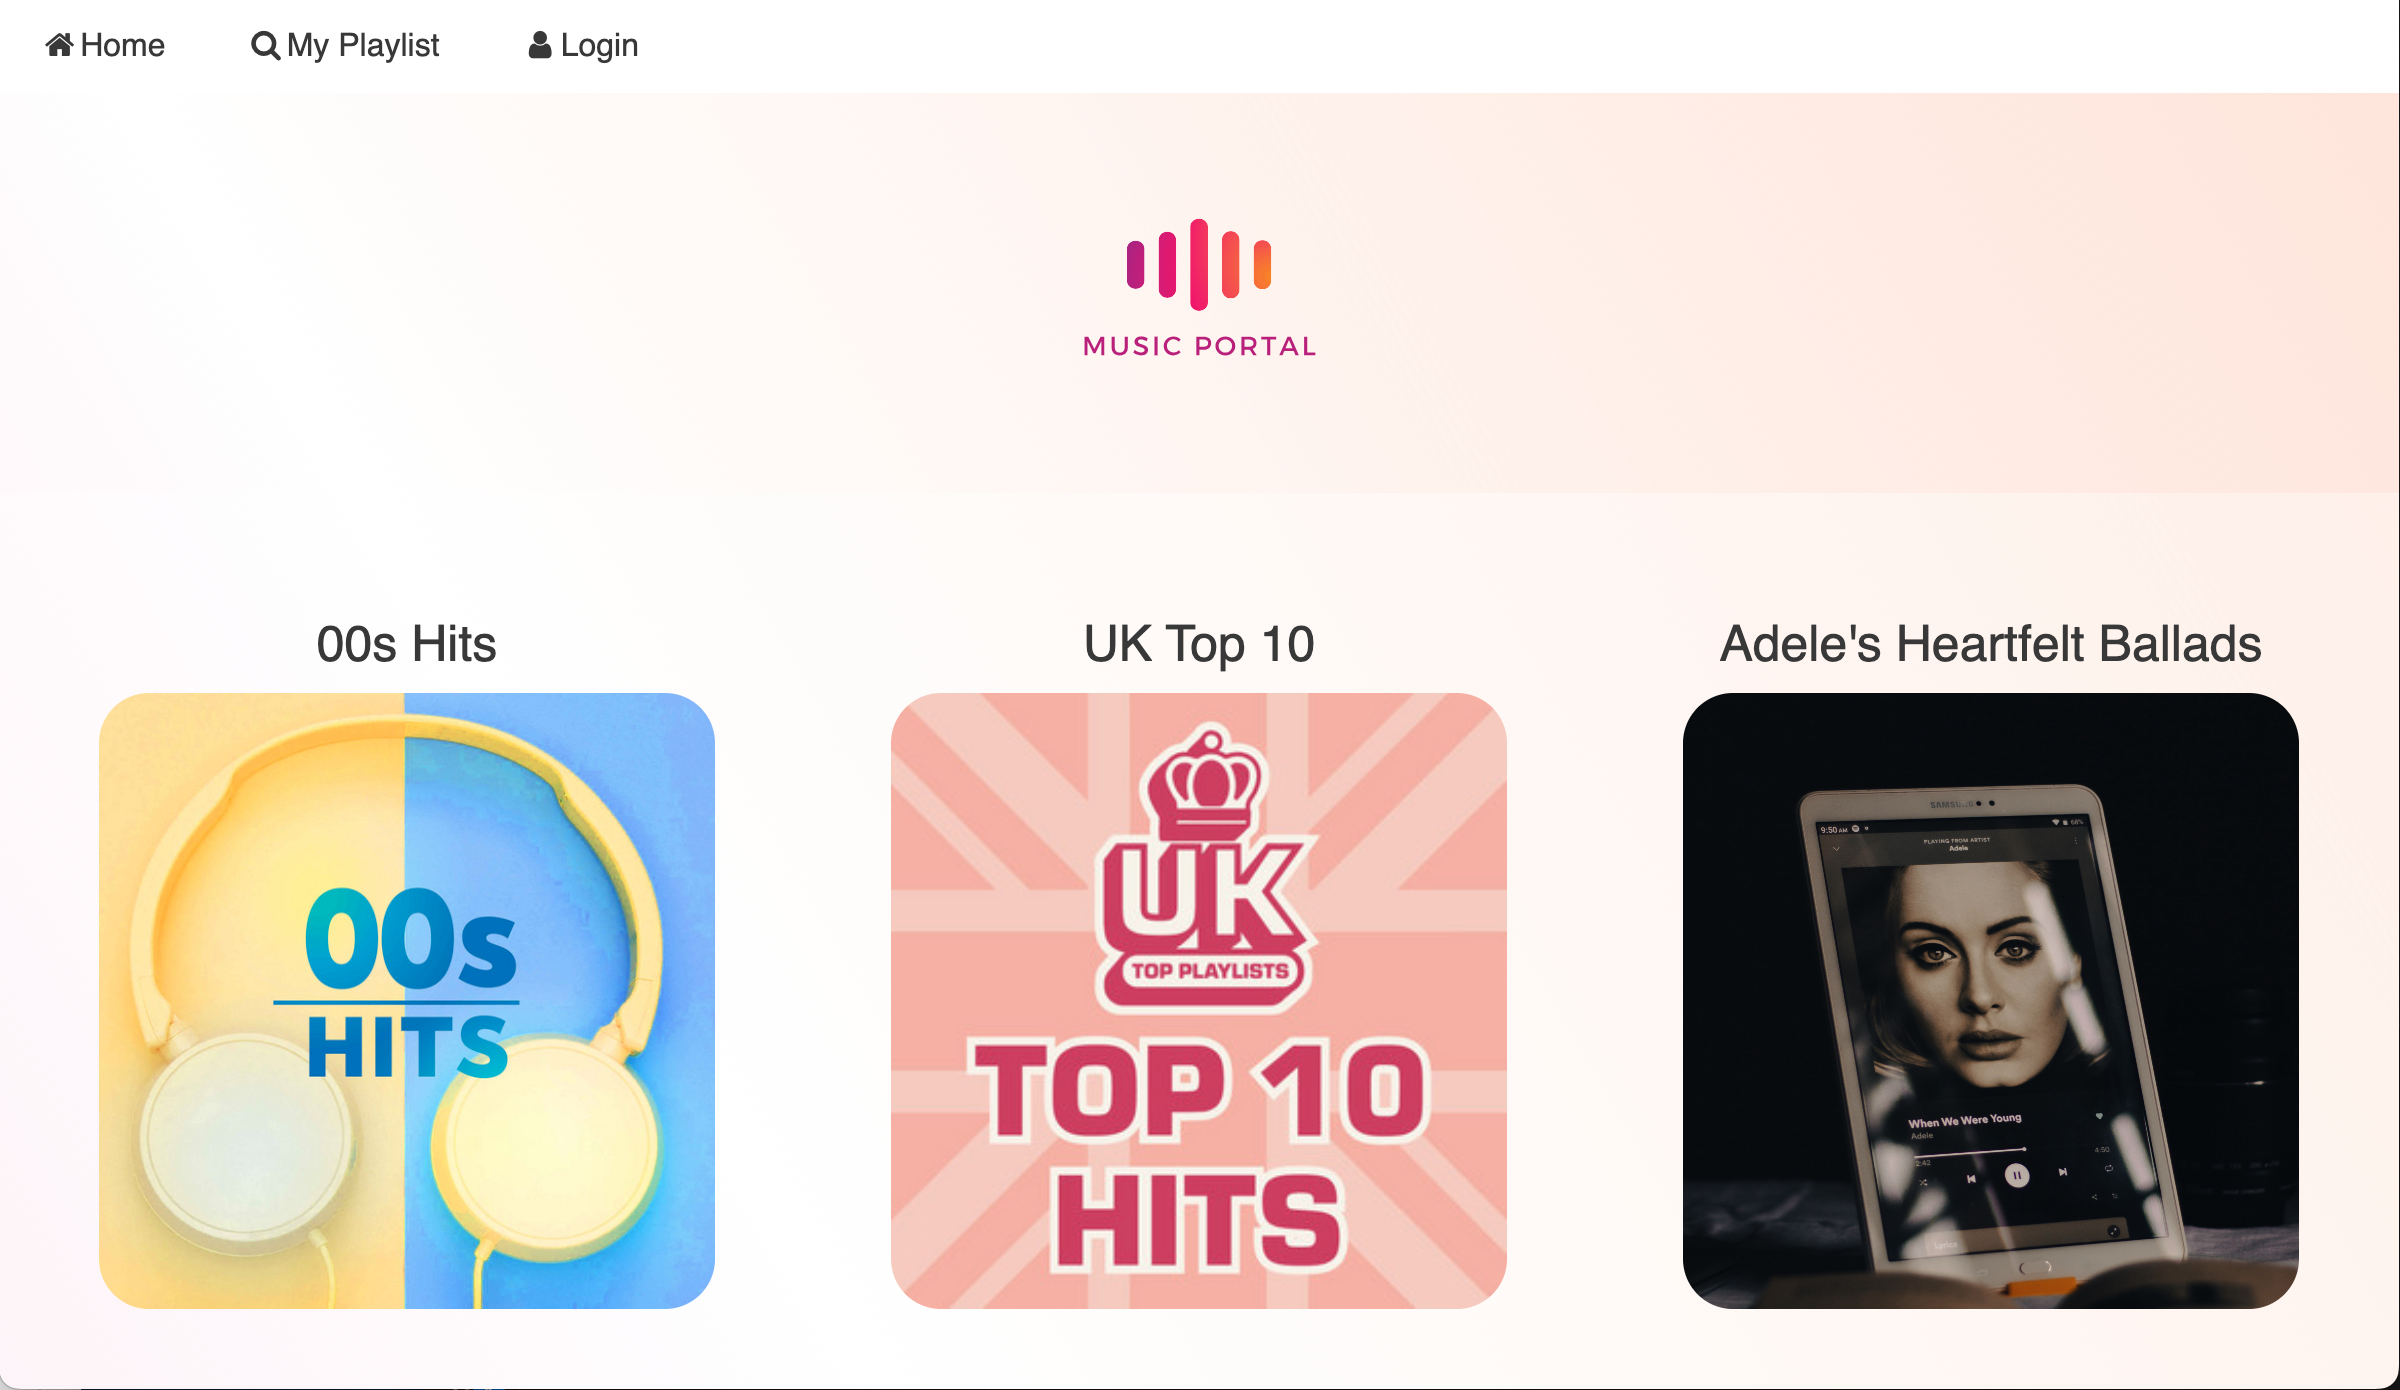 Home
My Playlist
Login
MUSIC PORTAL
00s Hits
UK Top 10
Adele's Heartfelt Ballads
00s
HITS
UK
TOP PLAYLISTS
TOP 10
HITS
SAMSUNG
9:50 AM
68%
PLAYING FROM ARTIST
Adele
When We Were Young
Adele
2:42
4:50
Lyrics